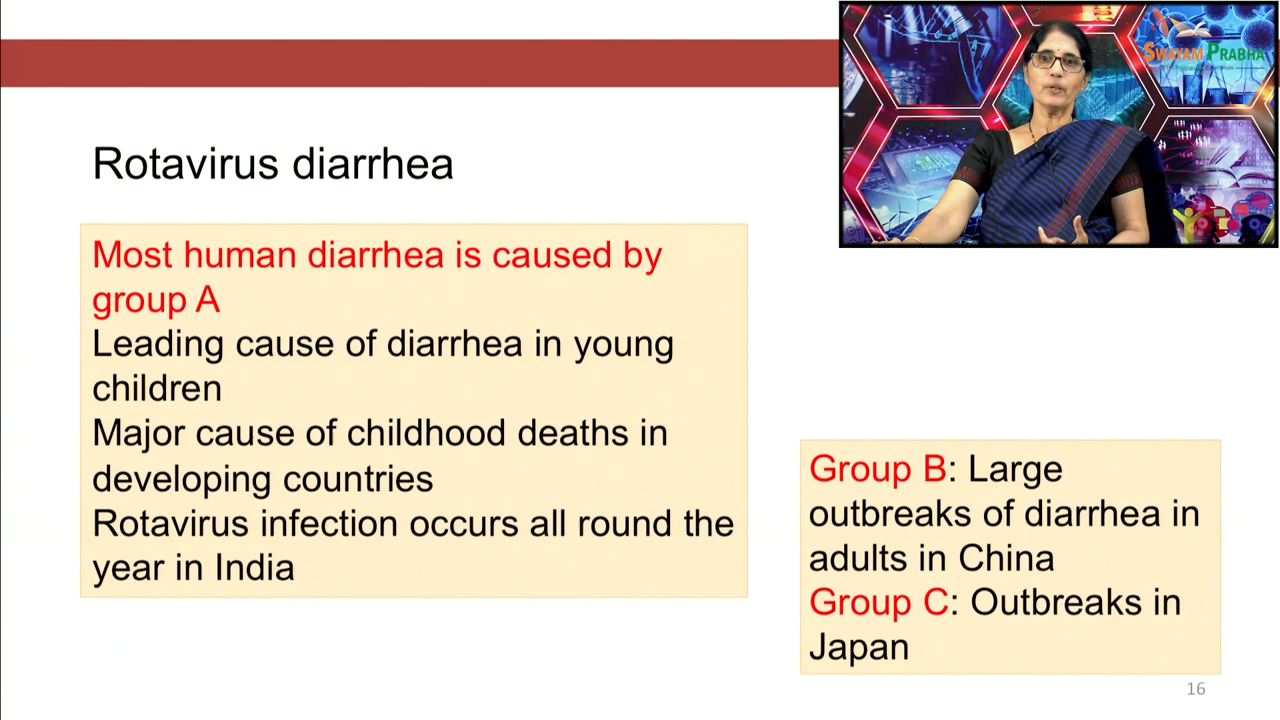 SWAYAM PRABHA
Rotavirus diarrhea
Most human diarrhea is caused by
group A
Leading cause of diarrhea in young
children
Major cause of childhood deaths in
developing countries
Rotavirus infection occurs all round the
year in India
Group B: Large
outbreaks of diarrhea in
adults in China
Group C: Outbreaks in
Japan
16